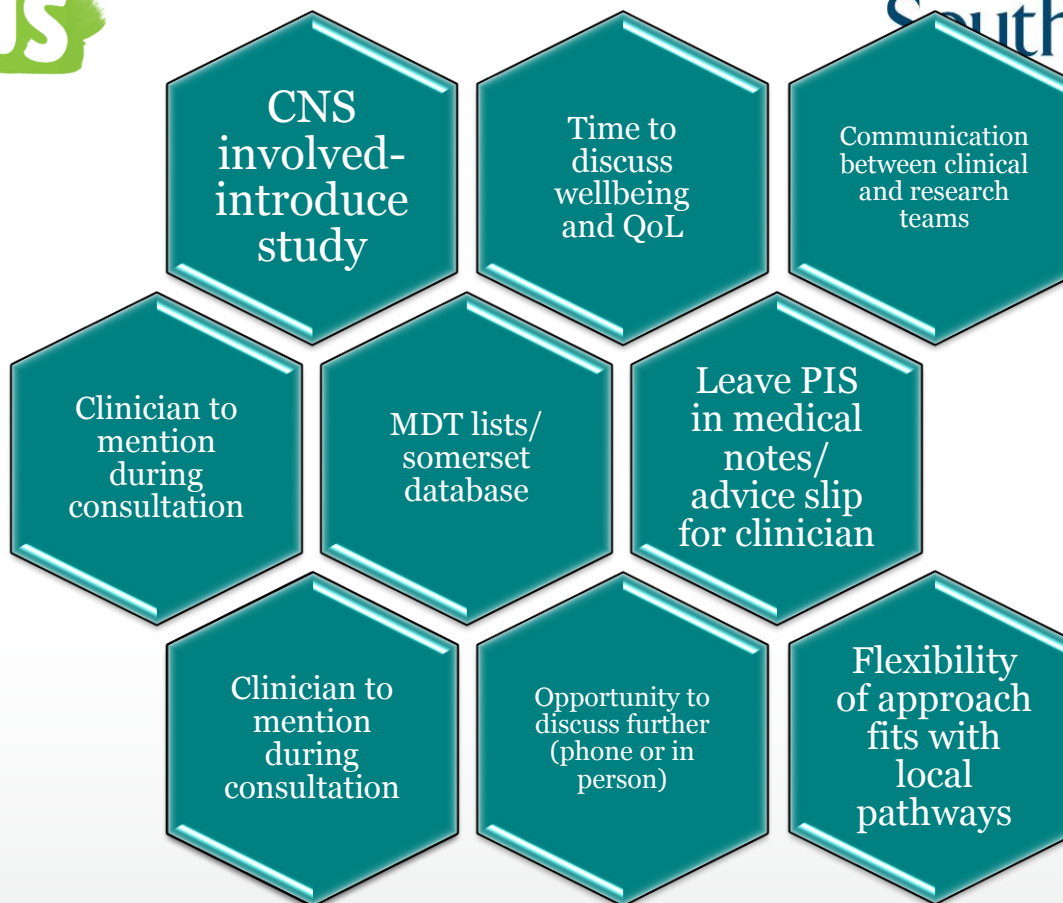 US
South
CNS
involved-
introduce
study
Time to
discuss
wellbeing
and QoL
Communication
between clinical
and research
teams
Clinician to
mention
during
consultation
MDT lists/
somerset
database
Leave PIS
in medical
notes/
advice slip
for clinician
Clinician to
mention
during
consultation
Opportunity to
discuss further
(phone or in
person)
Flexibility
of approach
fits with
local
pathways